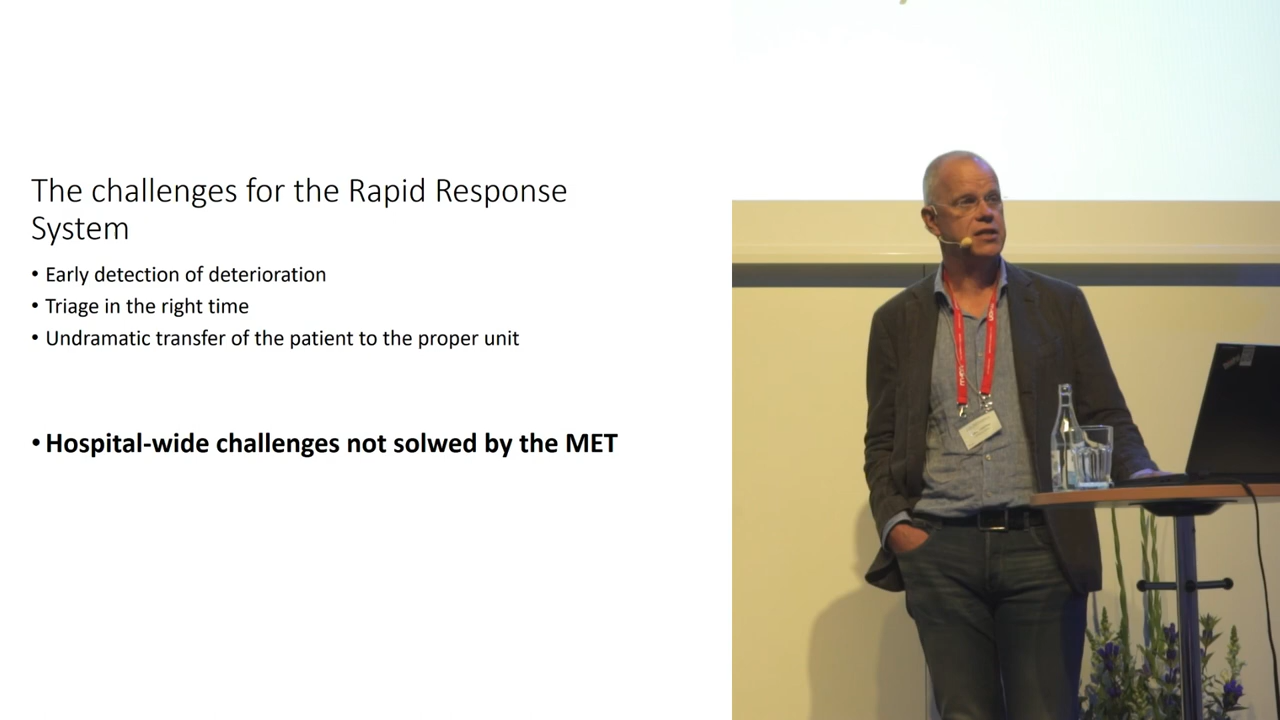 The challenges for the Rapid Response
System
• Early detection of deterioration
• Triage in the right time
• Undramatic transfer of the patient to the proper unit
• Hospital-wide challenges not solwed by the MET
ThinkPad